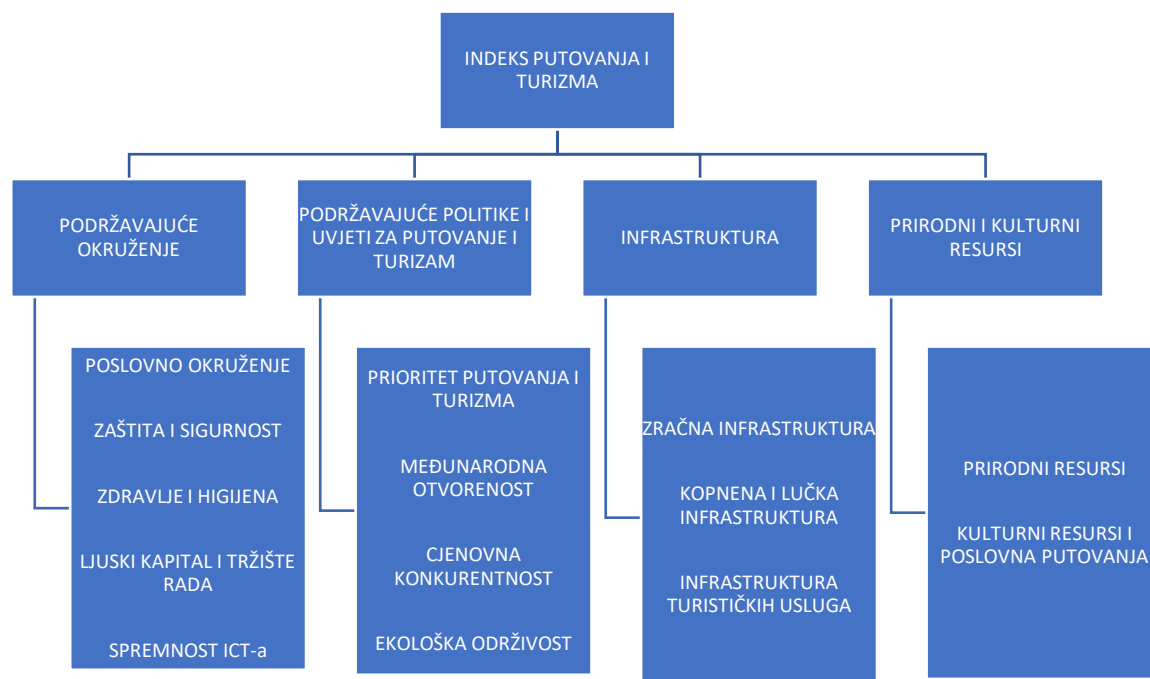 INDEKS PUTOVANJA I
TURIZMA
PODRŽAVAJUĆE
OKRUŽENJE
PODRŽAVAJUĆE POLITIKE I
UVJETI ZA PUTOVANJE I
TURIZAM
INFRASTRUKTURA
PRIRODNI I KULTURNI
RESURSI
POSLOVNO OKRUŽENJE
ZAŠTITA I SIGURNOST
ZDRAVLJE I HIGIJENA
LJUSKI KAPITAL I TRŽIŠTE
RADA
SPREMNOST ICT-a
PRIORITET PUTOVANJA I
TURIZMA
MEĐUNARODNA
OTVORENOST
CJENOVNA
KONKURENTNOST
EKOLOŠKA ODRŽIVOST
ZRAČNA INFRASTRUKTURA
KOPNENA I LUČKA
INFRASTRUKTURA
INFRASTRUKTURA
TURISTIČKIH USLUGA
PRIRODNI RESURSI
KULTURNI RESURSI I
POSLOVNA PUTOVANJA